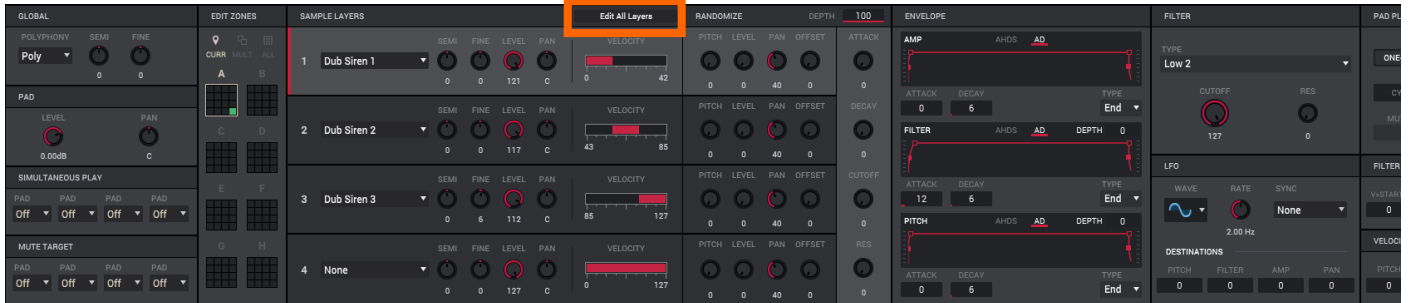 GLOBAL
POLYPHONY SEMI FINE
Poly
0 0
PAD
LEVEL PAN
0.00dB C
SIMULTANEOUS PLAY
PAD PAD PAD PAD
Off Off Off Off
MUTE TARGET
PAD PAD PAD PAD
Off Off Off Off
EDIT ZONES
CURR MULT ALL
A B
C D
E F
G H
SAMPLE LAYERS Edit All Layers
SEMI FINE LEVEL PAN VELOCITY
1 Dub Siren 1
0 0 121 C 0 42
SEMI FINE LEVEL PAN VELOCITY
2 Dub Siren 2
0 0 117 C 43 85
SEMI FINE LEVEL PAN VELOCITY
3 Dub Siren 3
0 6 112 C 85 127
SEMI FINE LEVEL PAN VELOCITY
4 None
0 0 127 C 0 127
RANDOMIZE DEPTH 100
PITCH LEVEL PAN OFFSET ATTACK
0 0 40 0 0
PITCH LEVEL PAN OFFSET DECAY
0 0 40 0 0
PITCH LEVEL PAN OFFSET CUTOFF
0 0 40 0 0
PITCH LEVEL PAN OFFSET RES
0 0 40 0 0
ENVELOPE
AMP AHDS AD
ATTACK DECAY TYPE
0 6 End
FILTER AHDS AD DEPTH 0
ATTACK DECAY TYPE
12 6 End
PITCH AHDS AD DEPTH 0
ATTACK DECAY TYPE
0 6 End
FILTER
TYPE
Low 2
CUTOFF RES
127 0
LFO
WAVE RATE SYNC
None
2.00 Hz
DESTINATIONS
PITCH FILTER AMP PAN
0 0 0 0
PAD PL
ONE
CY
MU
FILTER
V>START
0
VELOCI
PITCH
0